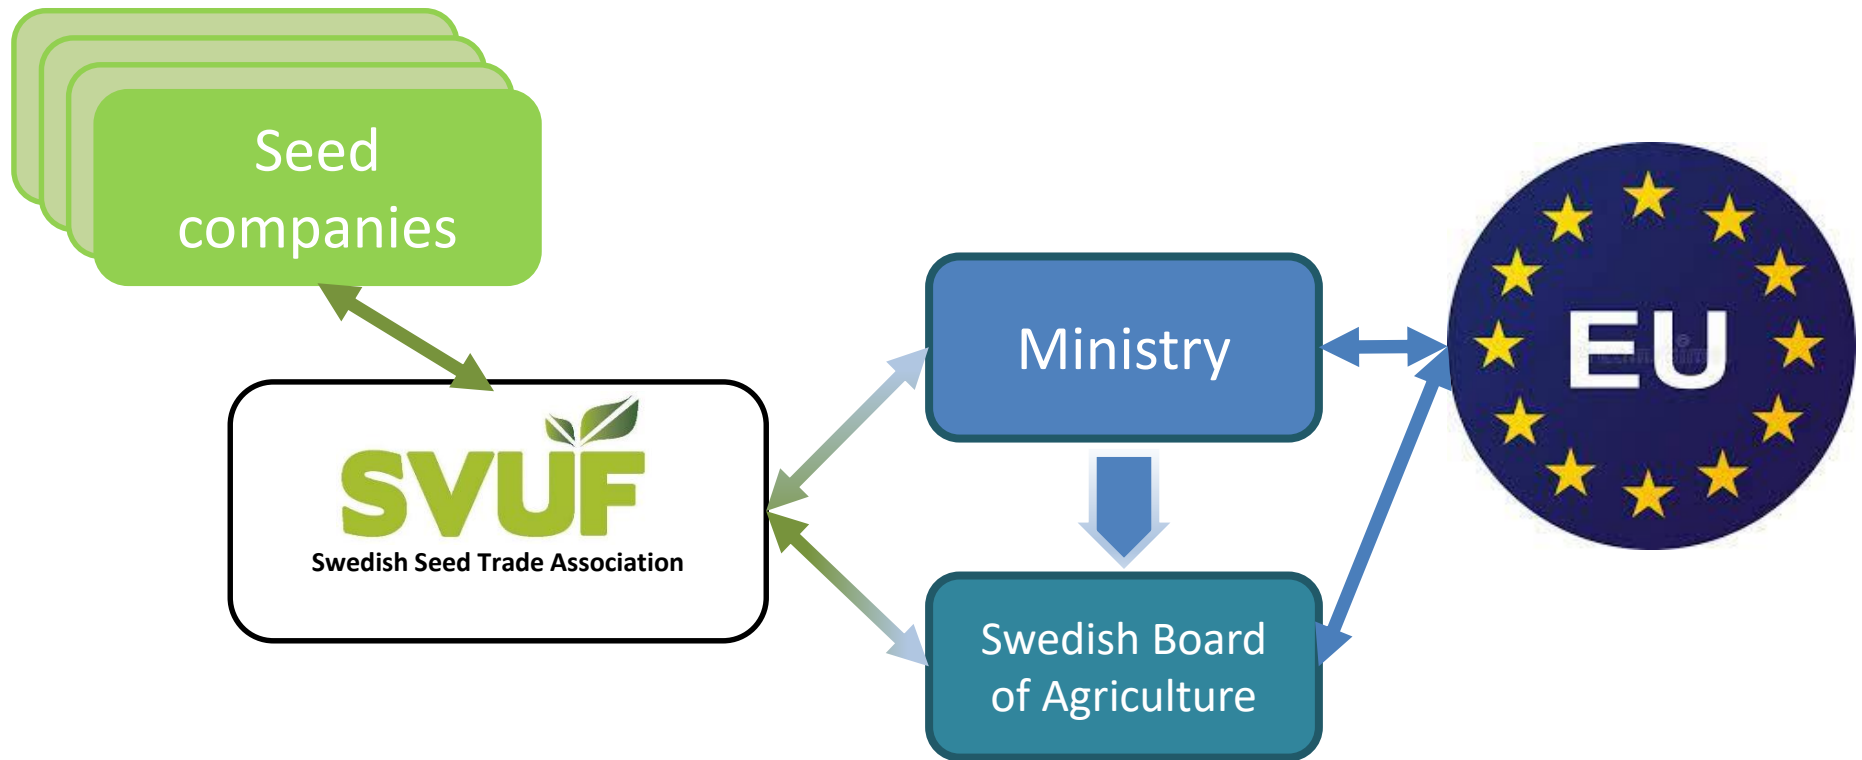 Seed
companies
SVUF
Swedish Seed Trade Association
Ministry
Swedish Board
of Agriculture
EU